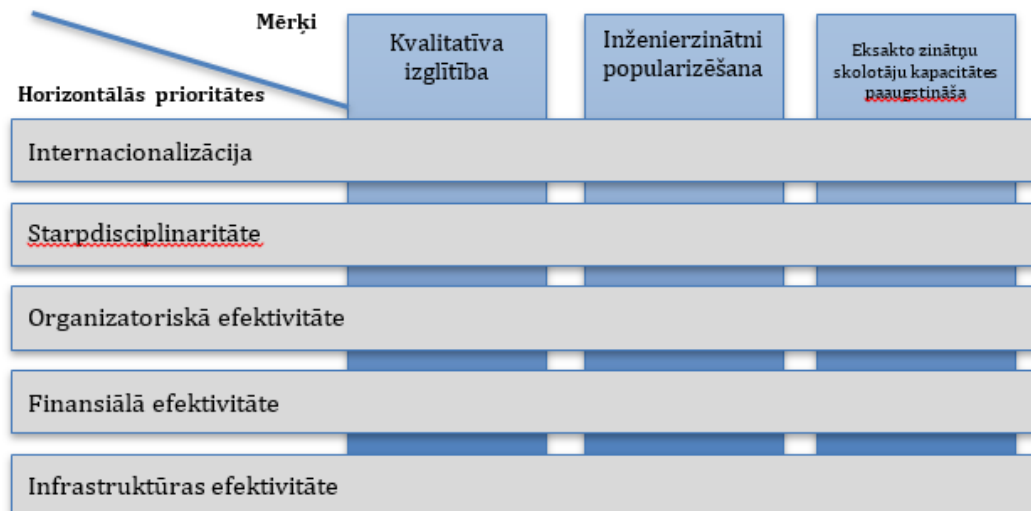 Mērķi
Horizontālās prioritātes
Kvalitatīva
izglītība
Inženierzinātni
popularizēšana
Eksakto zinātņu
skolotāju kapacitātes
paaugstināša
Internacionalizācija
Starpdisciplinaritāte
Organizatoriskā efektivitāte
Finansiālā efektivitāte
Infrastruktūras efektivitāte